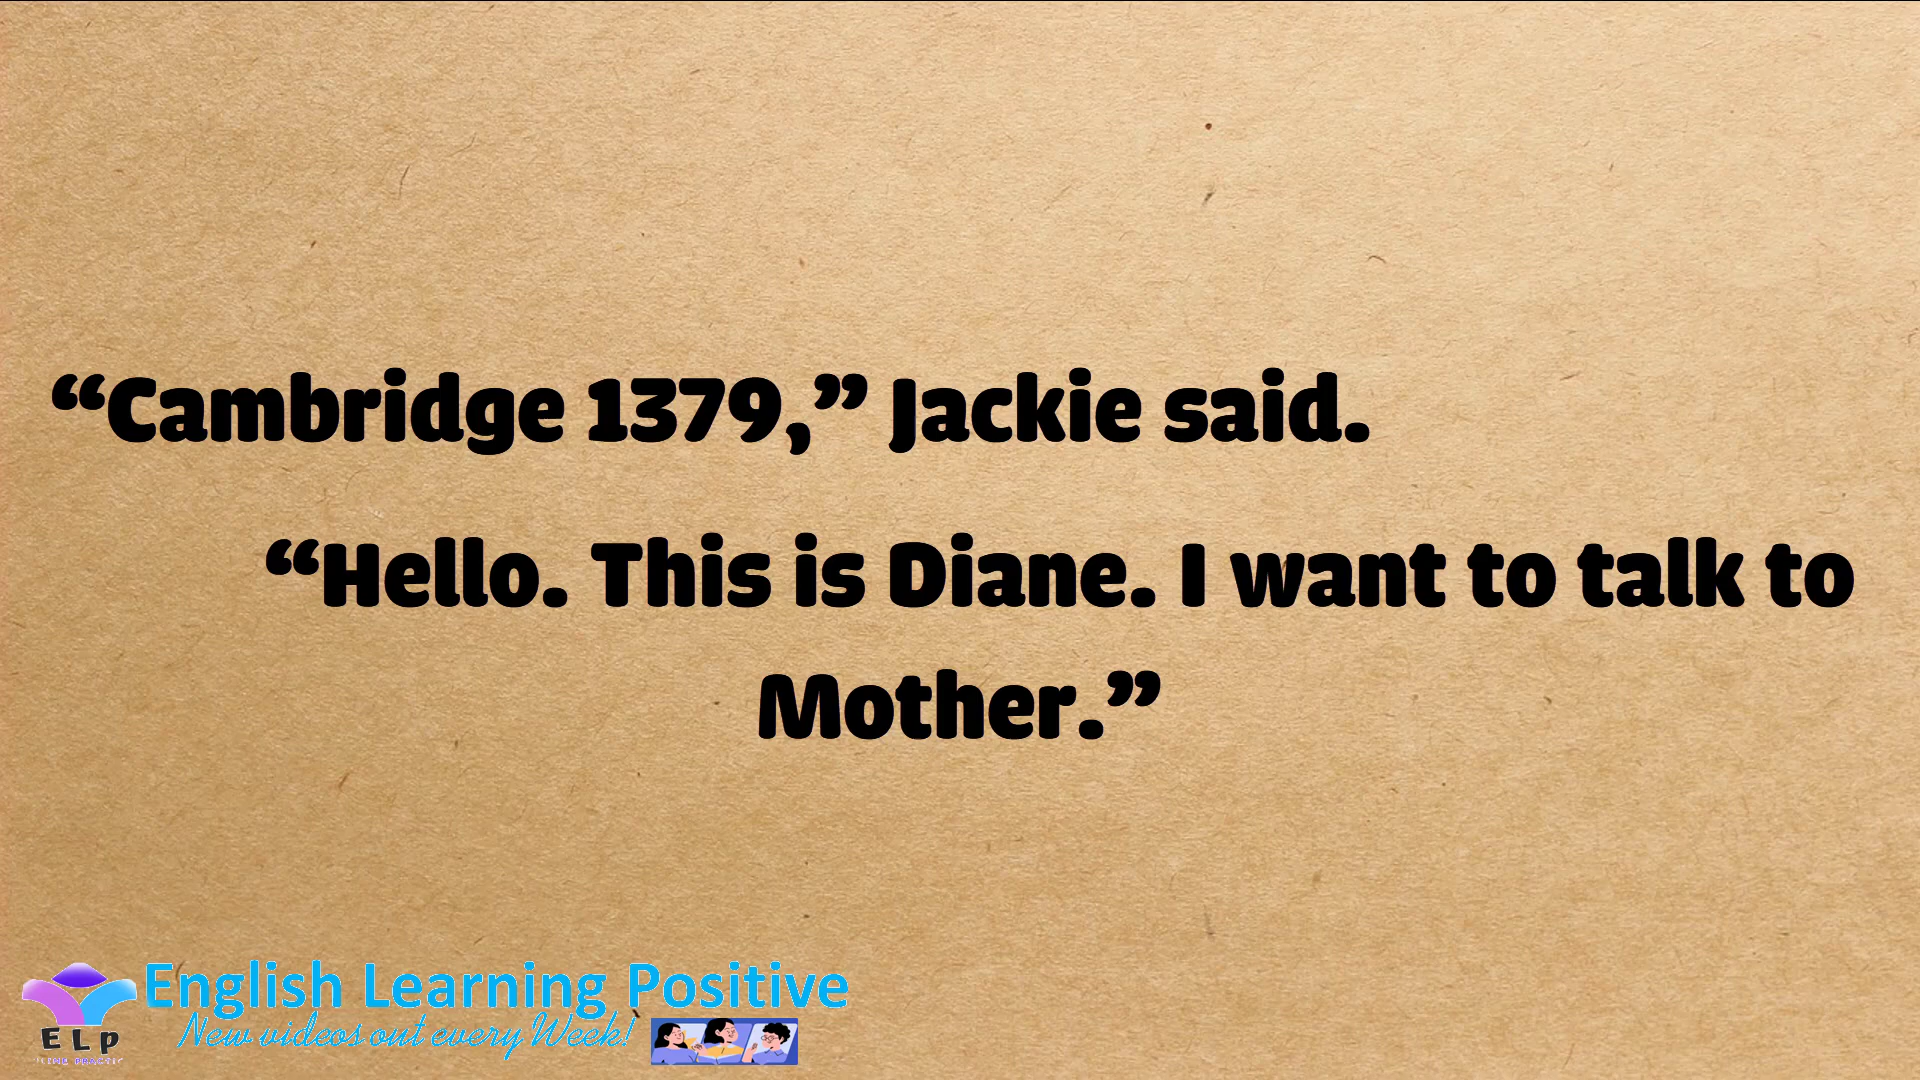 “Cambridge 1379,” Jackie said.
“Hello. This is Diane. I want to talk to
Mother.”
English Learning Positive
New videos out every Week!
ELP